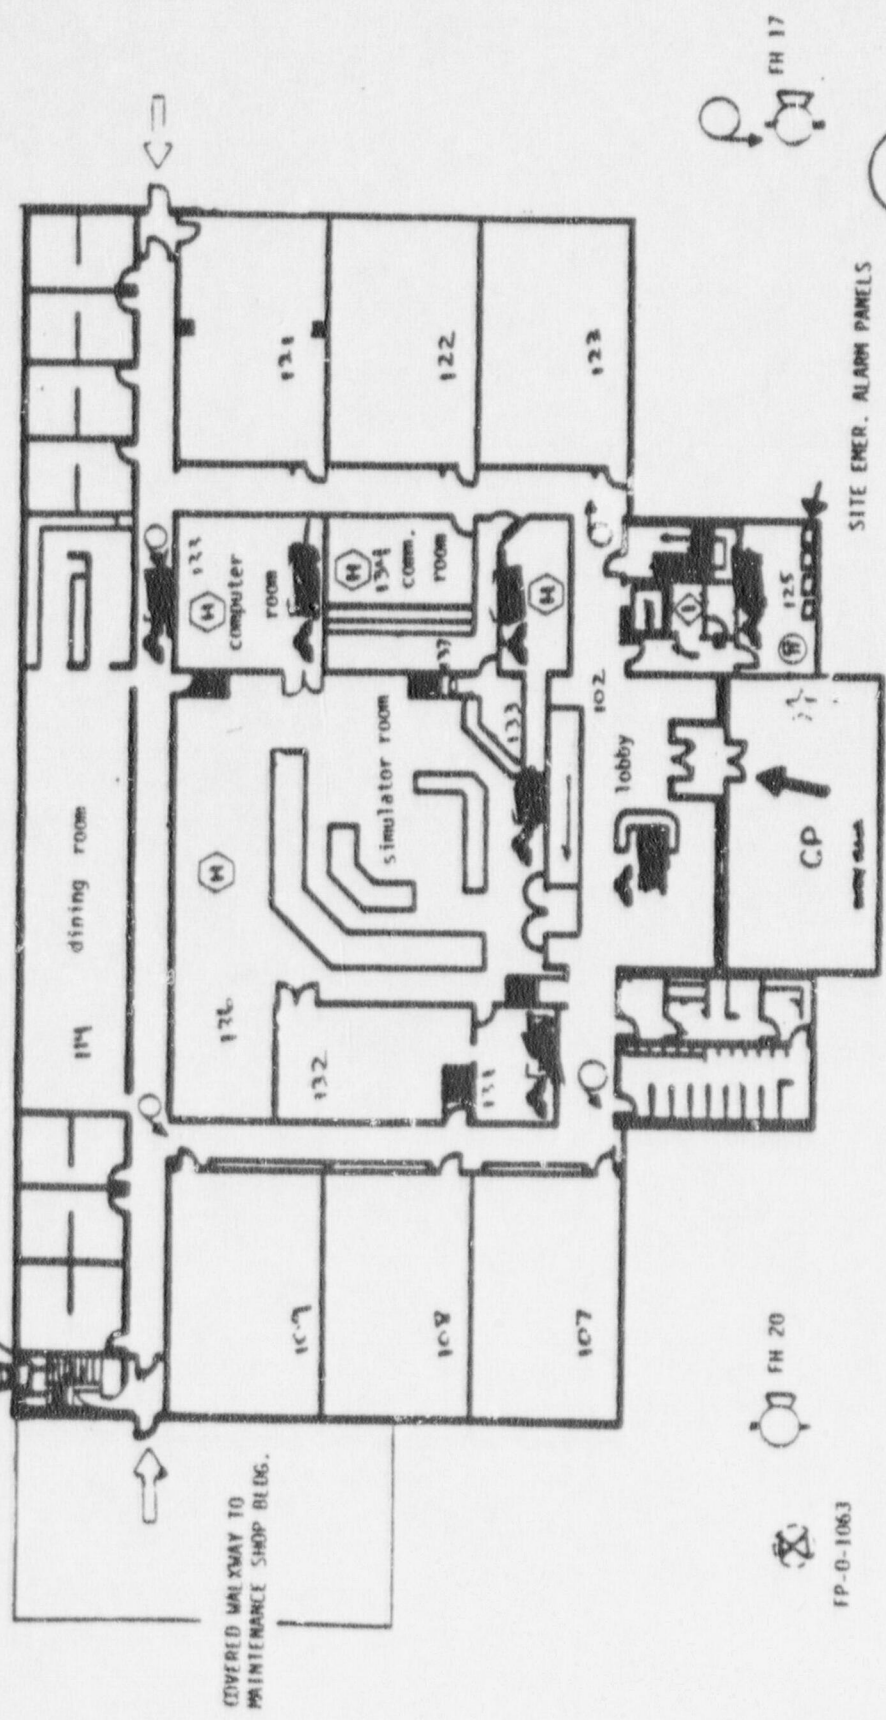 COVERED WALKWAY TO
MAINTENANCE SHOP BLDG.
114
dining room
109
108
107
126
132
131
simulator room
H
H
computer
room
H
134
comm.
room
137
133
H
102
lobby
121
122
123
125
CP
SITE EMER. ALARM PANELS
FH 17
FH 20
FP-0-1063